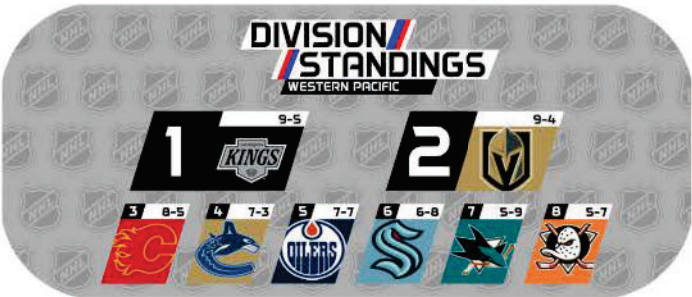 DIVISION
STANDINGS
WESTERN PACIFIC
1 9-5
KINGS
2 9-4
3 8-5
4 7-3
5 7-7
OILERS
6 6-8
7 5-9
8 5-7
NHL